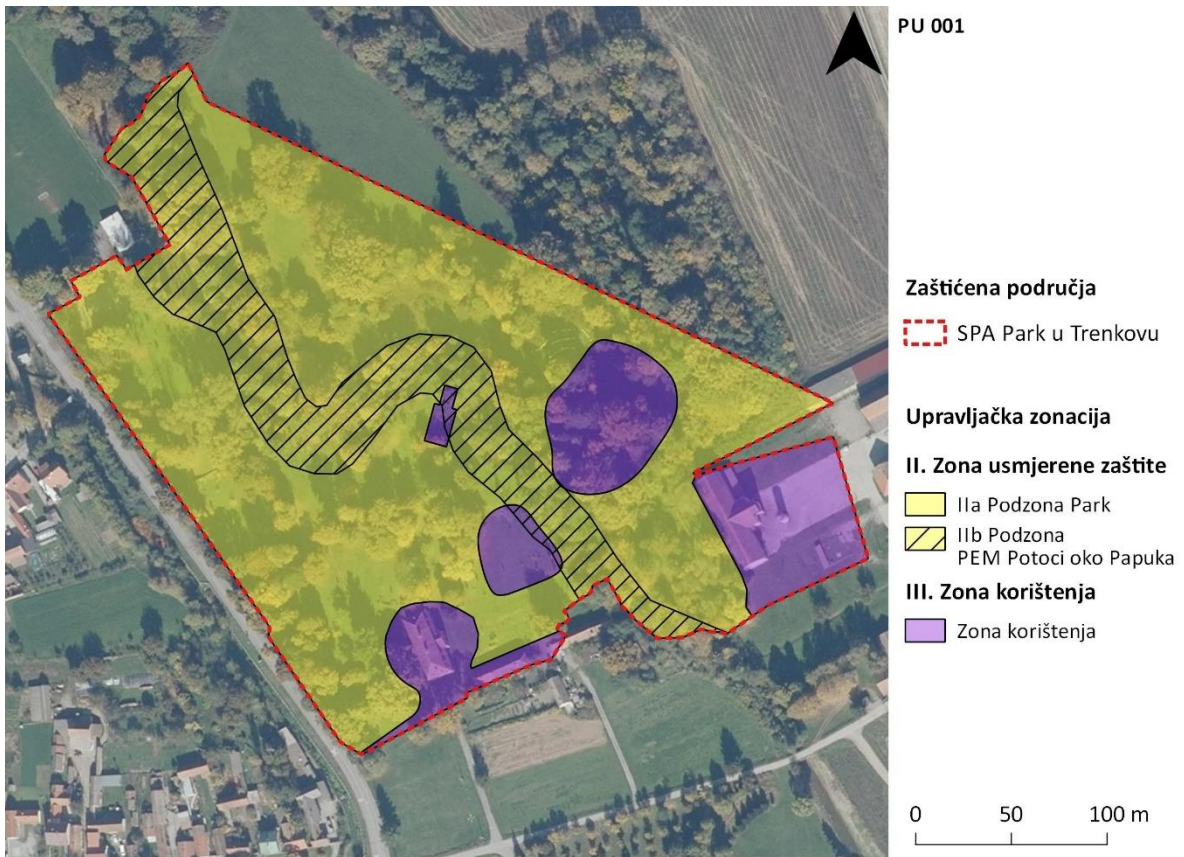 PU 001
Zaštićena područja
SPA Park u Trenkovu
Upravljačka zonacija
II. Zona usmjerene zaštite
IIa Podzona Park
IIb Podzona
PEM Potoci oko Papuka
III. Zona korištenja
Zona korištenja
0 50 100 m